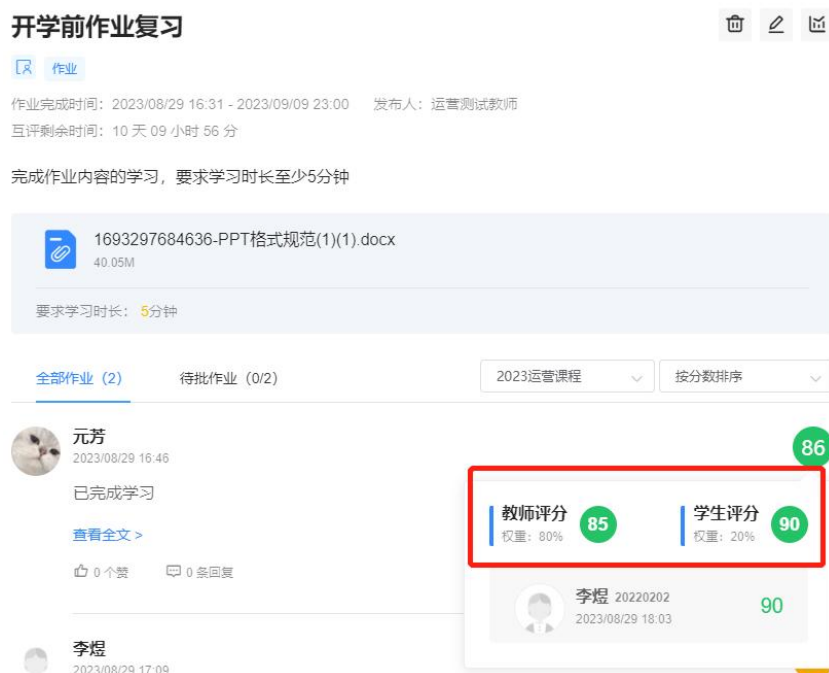 开学前作业复习
作业
作业完成时间：2023/08/29 16:31 - 2023/09/09 23:00 发布人：运营测试教师
互评剩余时间：10 天 09 小时 56 分
完成作业内容的学习，要求学习时长至少5分钟
1693297684636-PPT格式规范(1)(1).docx
40.05M
要求学习时长：5分钟
全部作业（2） 待批作业（0/2） 2023运营课程 按分数排序
元芳 86
2023/08/29 16:46
已完成学习
查看全文 >
0 个赞 0 条回复
教师评分 85 学生评分 90
权重：80% 权重：20%
李煜 20220202 90
2023/08/29 18:03
李煜
2023/08/29 17:09